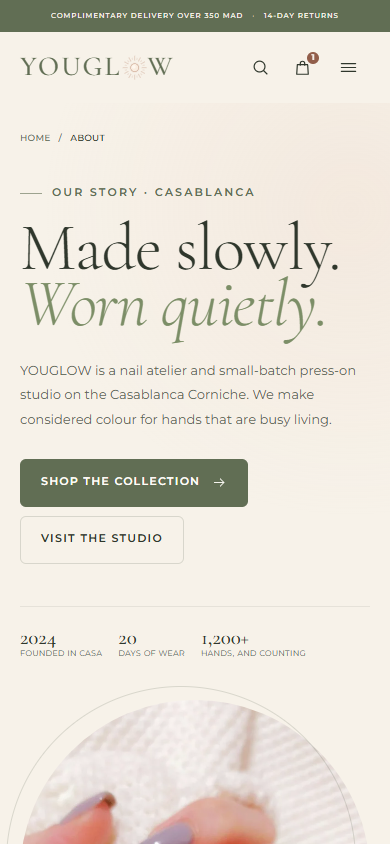 COMPLIMENTARY DELIVERY OVER 350 MAD · 14-DAY RETURNS
YOUGLOW
1
HOME / ABOUT
OUR STORY · CASABLANCA
Made slowly.
Worn quietly.
YOUGLOW is a nail atelier and small-batch press-on
studio on the Casablanca Corniche. We make
considered colour for hands that are busy living.
SHOP THE COLLECTION →
VISIT THE STUDIO
2024 20 1,200+
FOUNDED IN CASA DAYS OF WEAR HANDS, AND COUNTING